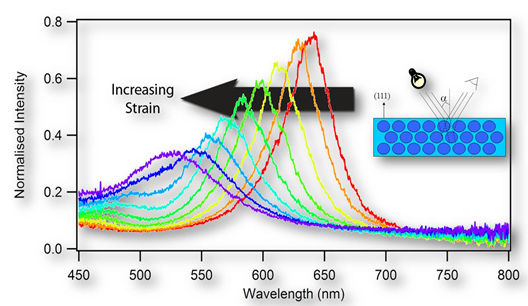 0.8
0.6
0.4
0.2
0.0
Normalised Intensity
Increasing
Strain
(111)
α
450 500 550 600 650 700 750 800
Wavelength (nm)